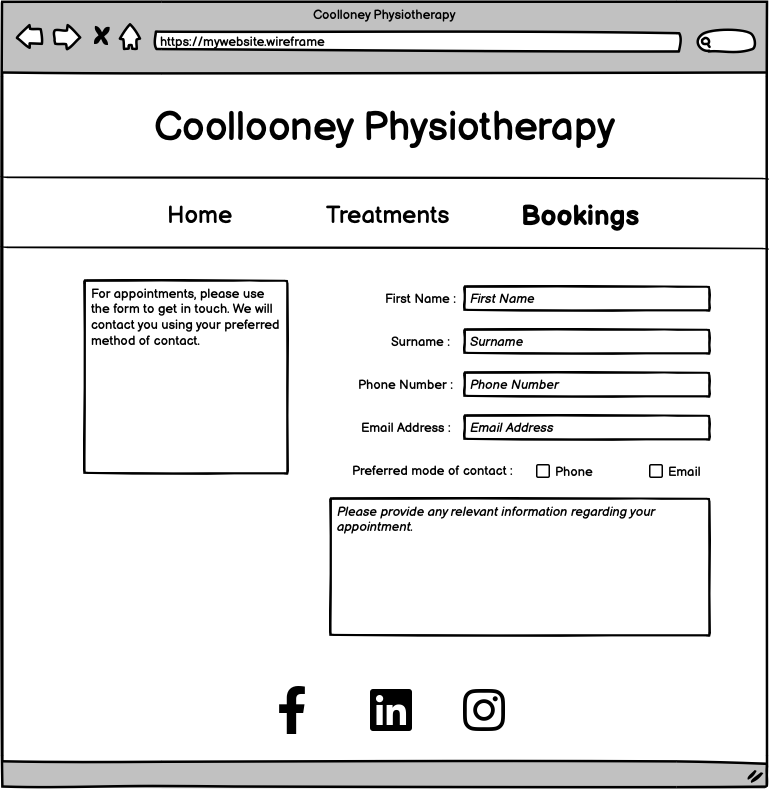 Coolloney Physiotherapy
https://mywebsite.wireframe
Coollooney Physiotherapy
Home Treatments Bookings
For appointments, please use
the form to get in touch. We will
contact you using your preferred
method of contact.
First Name : First Name
Surname : Surname
Phone Number : Phone Number
Email Address : Email Address
Preferred mode of contact : Phone Email
Please provide any relevant information regarding your
appointment.
f
in